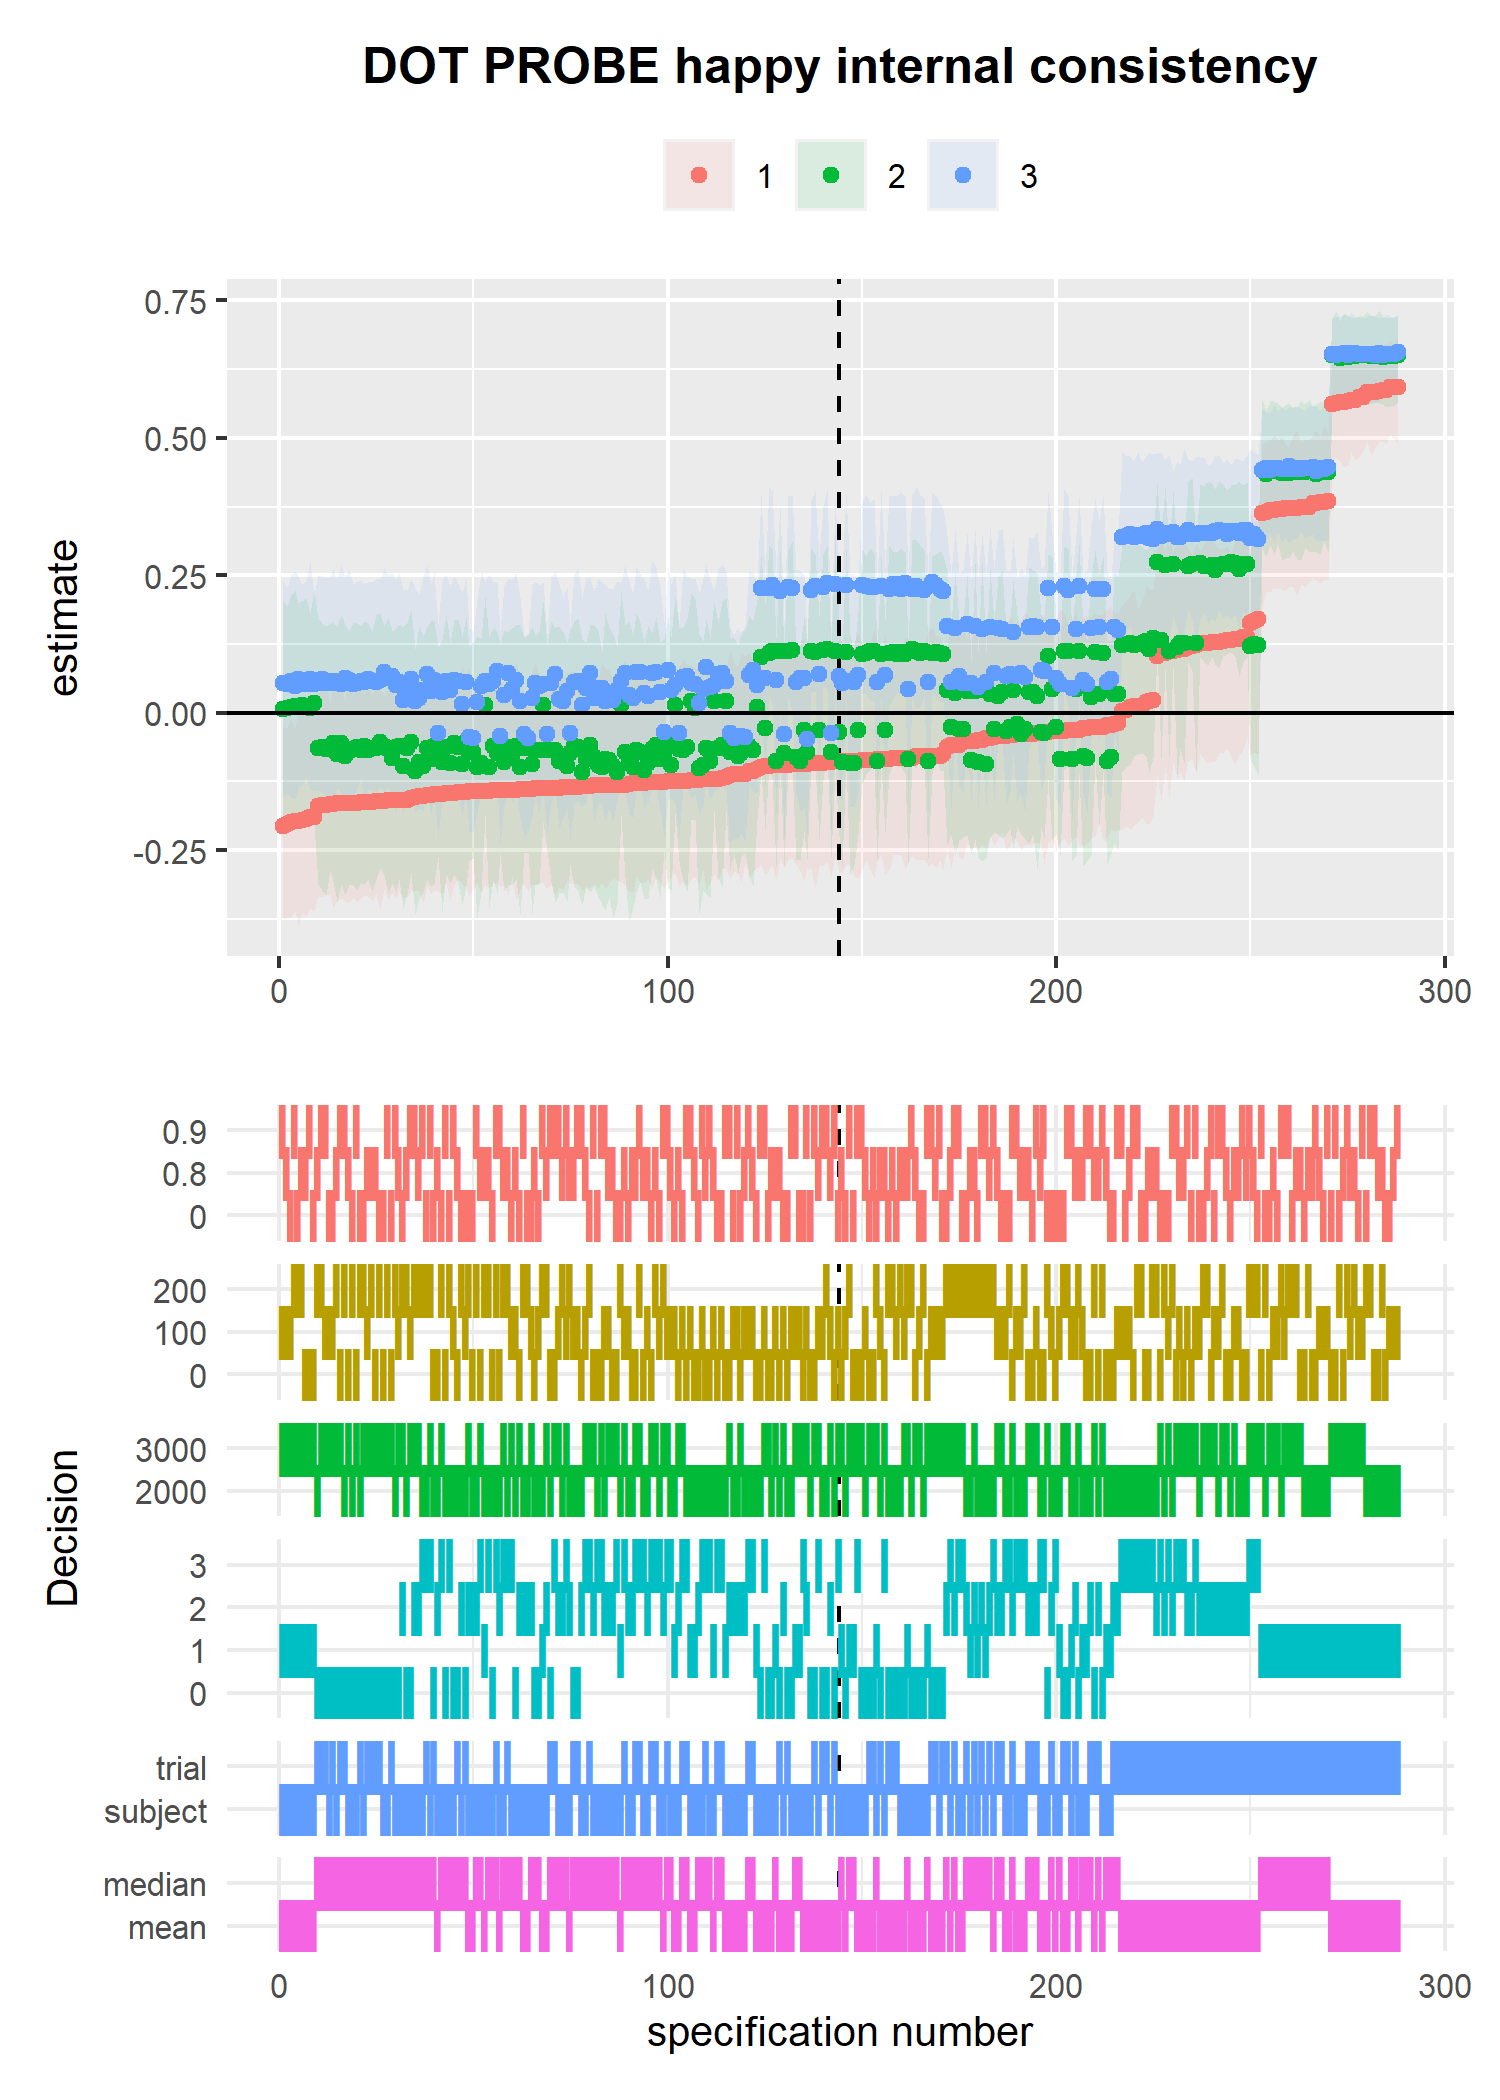 DOT PROBE happy internal consistency
1 2 3
estimate
0.75
0.50
0.25
0.00
-0.25
0 100 200 300
Decision
0.9
0.8
0
200
100
0
3000
2000
3
2
1
0
trial
subject
median
mean
0 100 200 300
specification number